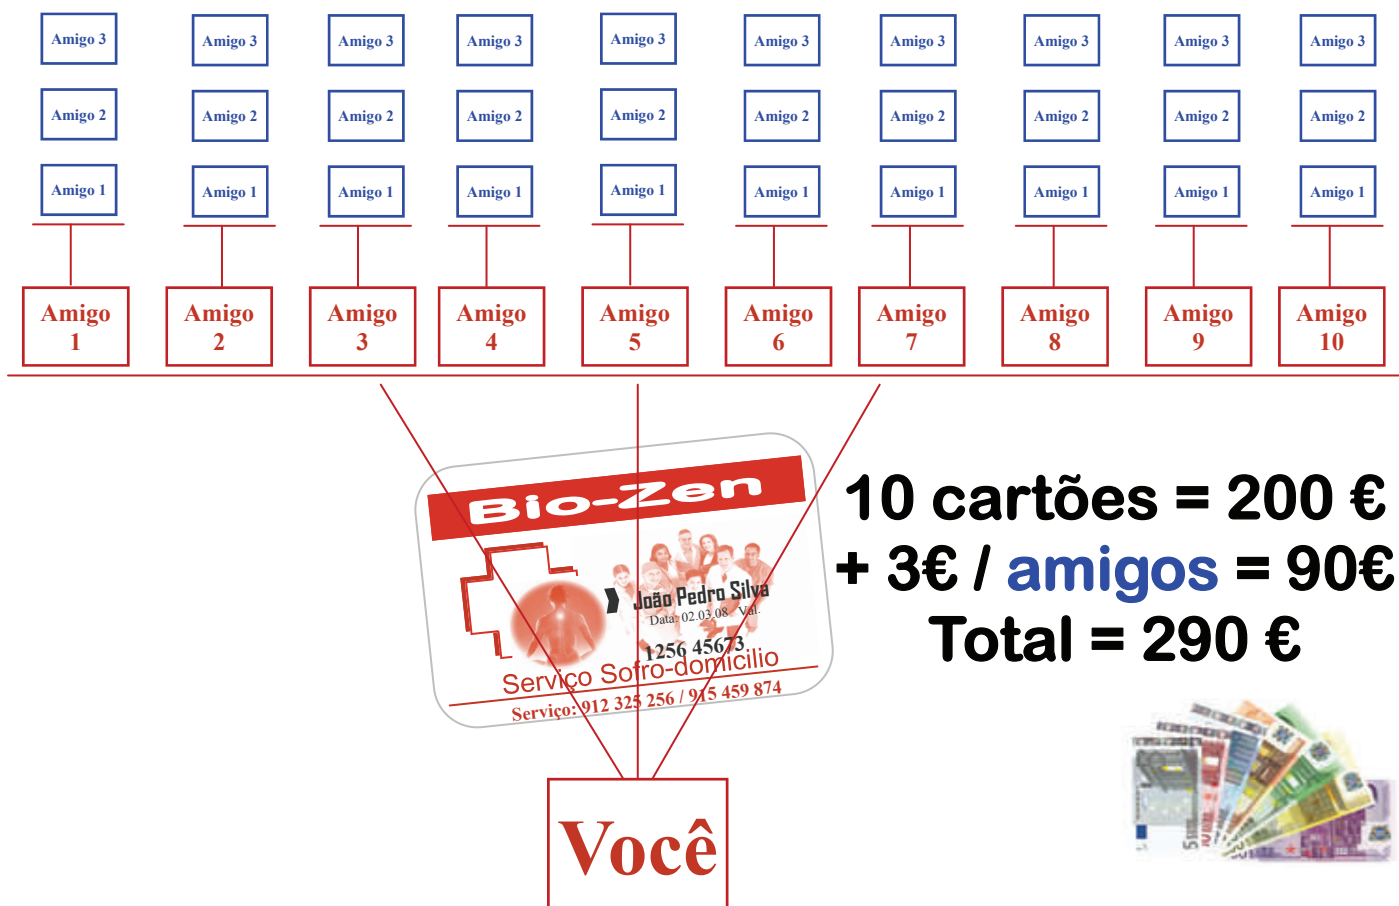 Amigo 3 Amigo 3 Amigo 3 Amigo 3 Amigo 3 Amigo 3 Amigo 3 Amigo 3 Amigo 3 Amigo 3
Amigo 2 Amigo 2 Amigo 2 Amigo 2 Amigo 2 Amigo 2 Amigo 2 Amigo 2 Amigo 2 Amigo 2
Amigo 1 Amigo 1 Amigo 1 Amigo 1 Amigo 1 Amigo 1 Amigo 1 Amigo 1 Amigo 1 Amigo 1
Amigo 1
Amigo 2
Amigo 3
Amigo 4
Amigo 5
Amigo 6
Amigo 7
Amigo 8
Amigo 9
Amigo 10
Bio-Zen
João Pedro Silva
Data: 02.03.08 Val.
1256 45673
Serviço Sofro-domicilio
Serviço: 912 325 256 / 915 459 874
10 cartões = 200 €
+ 3€ / amigos = 90€
Total = 290 €
Você